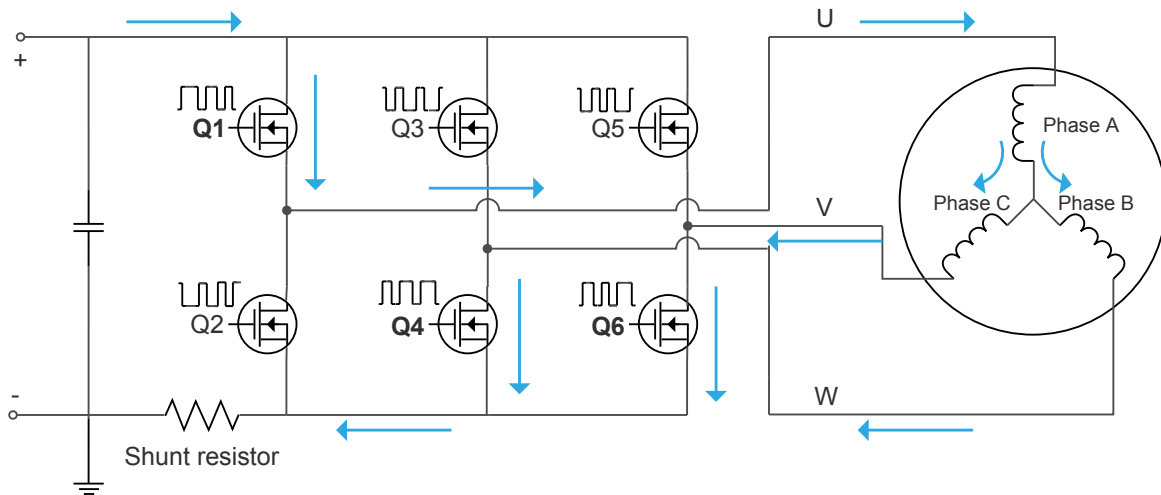 U
+
Q1
Q3
Q5
Phase A
Phase C
Phase B
V
Q2
Q4
Q6
-
W
Shunt resistor